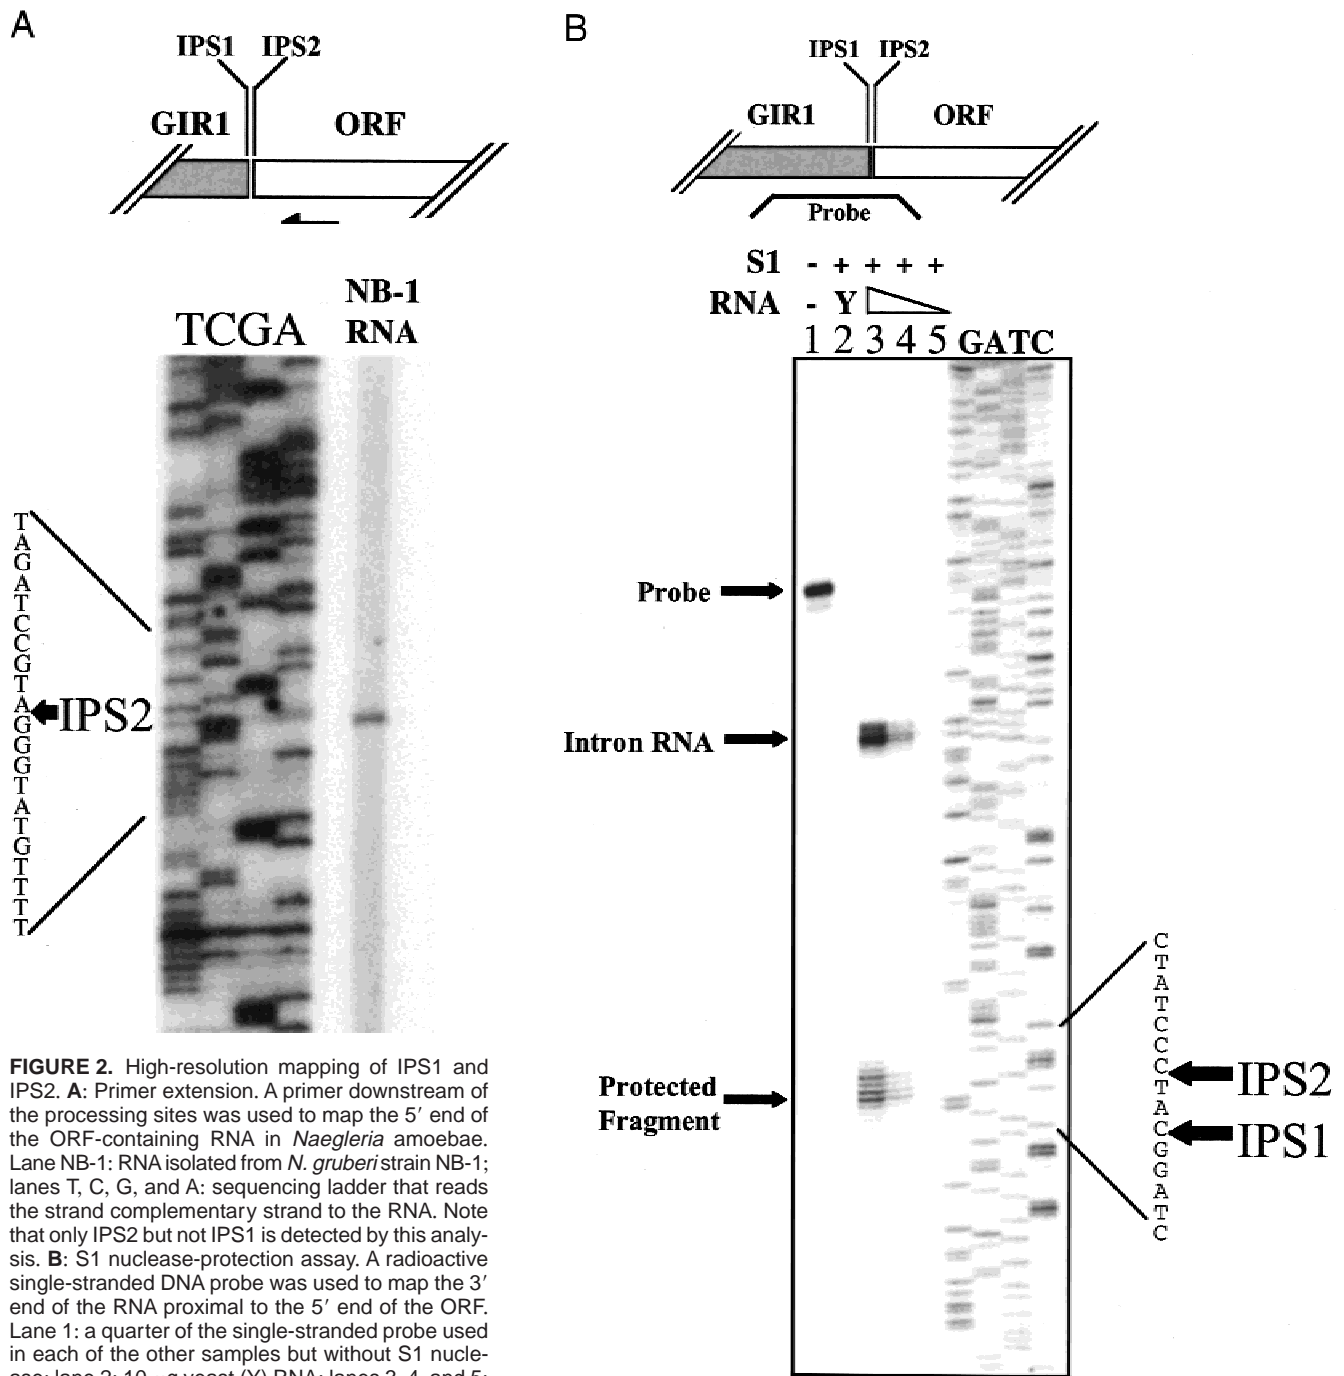 A
IPS1 IPS2
GIR1 ORF
NB-1
RNA
TCGA
T
A
G
A
T
C
C
G
T
A
G
G
G
T
A
T
G
T
T
T
T
IPS2
FIGURE 2. High-resolution mapping of IPS1 and
IPS2. A: Primer extension. A primer downstream of
the processing sites was used to map the 5′ end of
the ORF-containing RNA in Naegleria amoebae.
Lane NB-1: RNA isolated from N. gruberi strain NB-1;
lanes T, C, G, and A: sequencing ladder that reads
the strand complementary strand to the RNA. Note
that only IPS2 but not IPS1 is detected by this analy-
sis. B: S1 nuclease-protection assay. A radioactive
single-stranded DNA probe was used to map the 3′
end of the RNA proximal to the 5′ end of the ORF.
Lane 1: a quarter of the single-stranded probe used
in each of the other samples but without S1 nucle-
B
IPS1 IPS2
GIR1 ORF
Probe
S1 - + + + +
RNA - Y
1 2 3 4 5 GATC
Probe
Intron RNA
Protected
Fragment
C
T
A
T
C
C
C
T
A
C
G
G
A
T
C
IPS2
IPS1